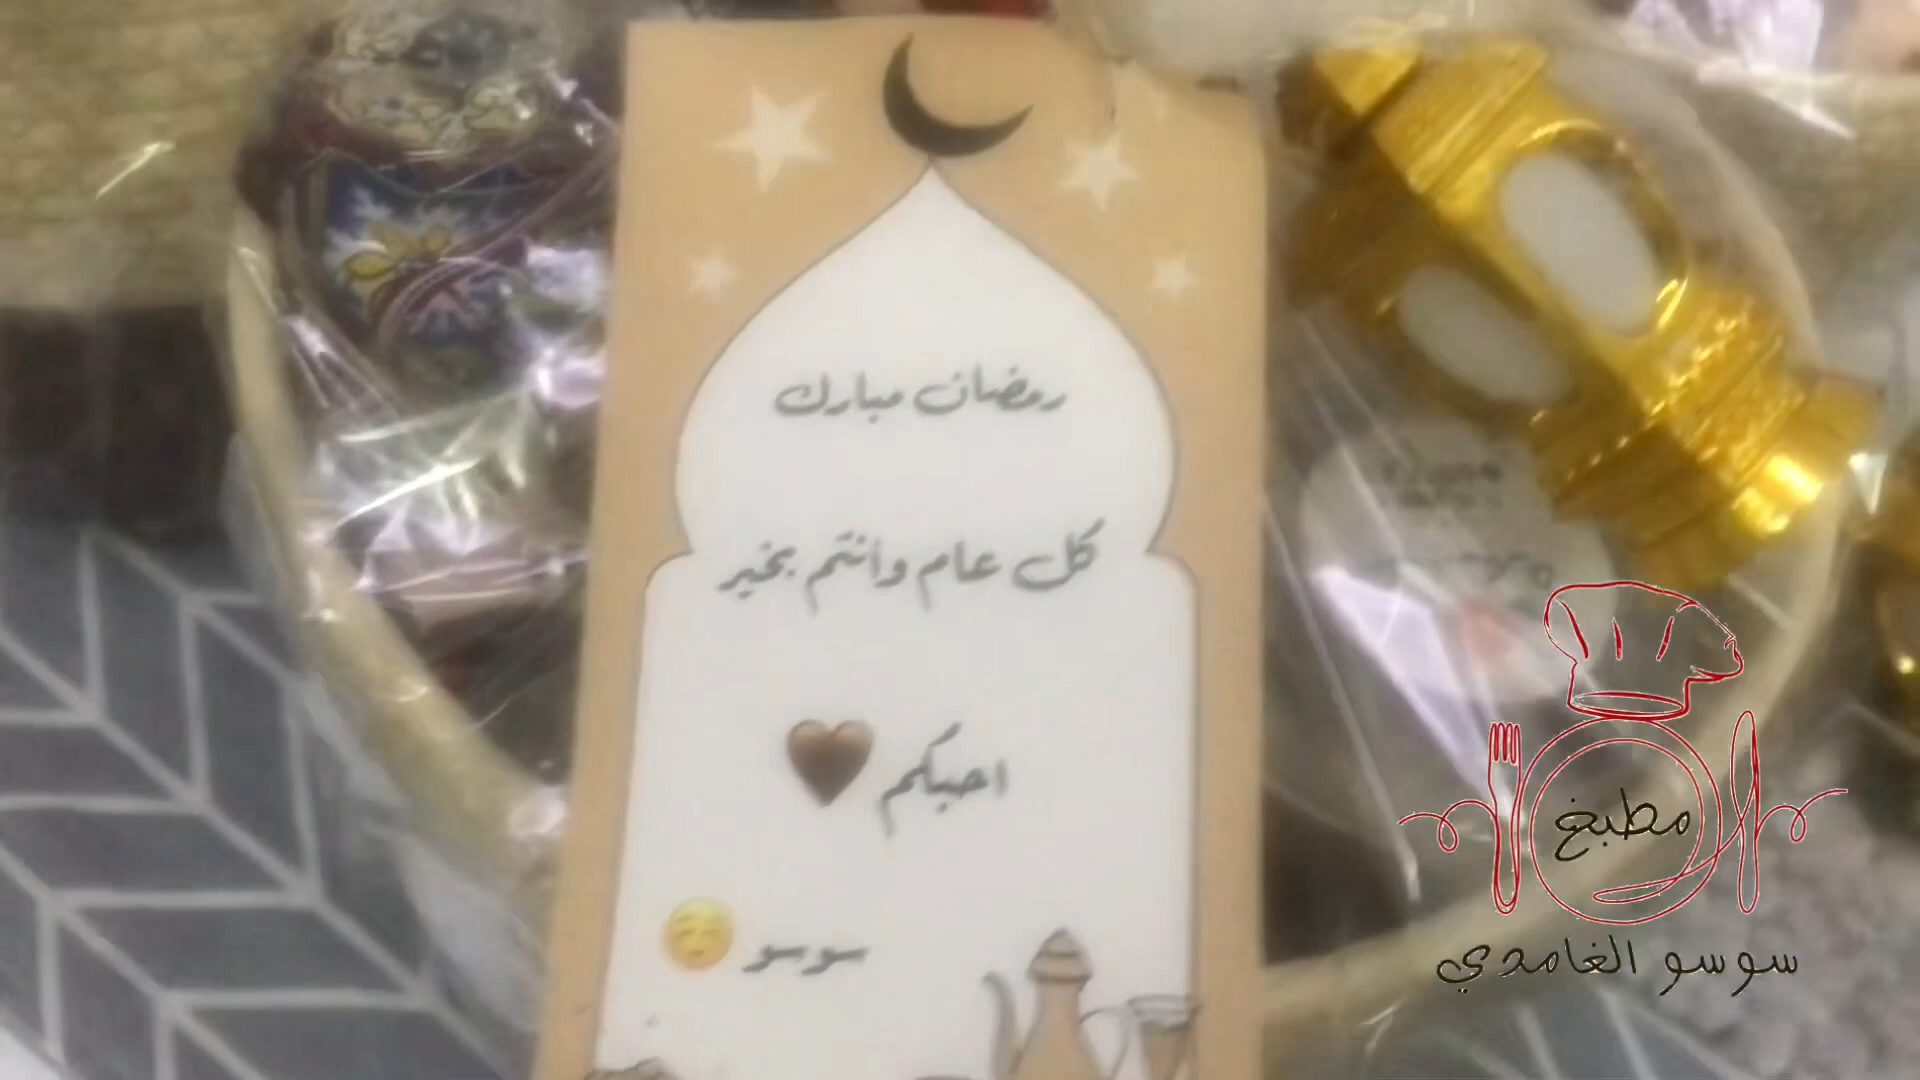 رمضان مبارك
كل عام وانتم بخير
احبكم 🤎
سوسو 😌
مطبخ
سوسو الغامدي